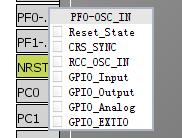 PF0-..
PF0-OSC_IN
Reset_State
CRS_SYNC
RCC_OSC_IN
GPIO_Input
GPIO_Output
GPIO_Analog
GPIO_EXTI0
PF1-..
NRST
PC0
PC1